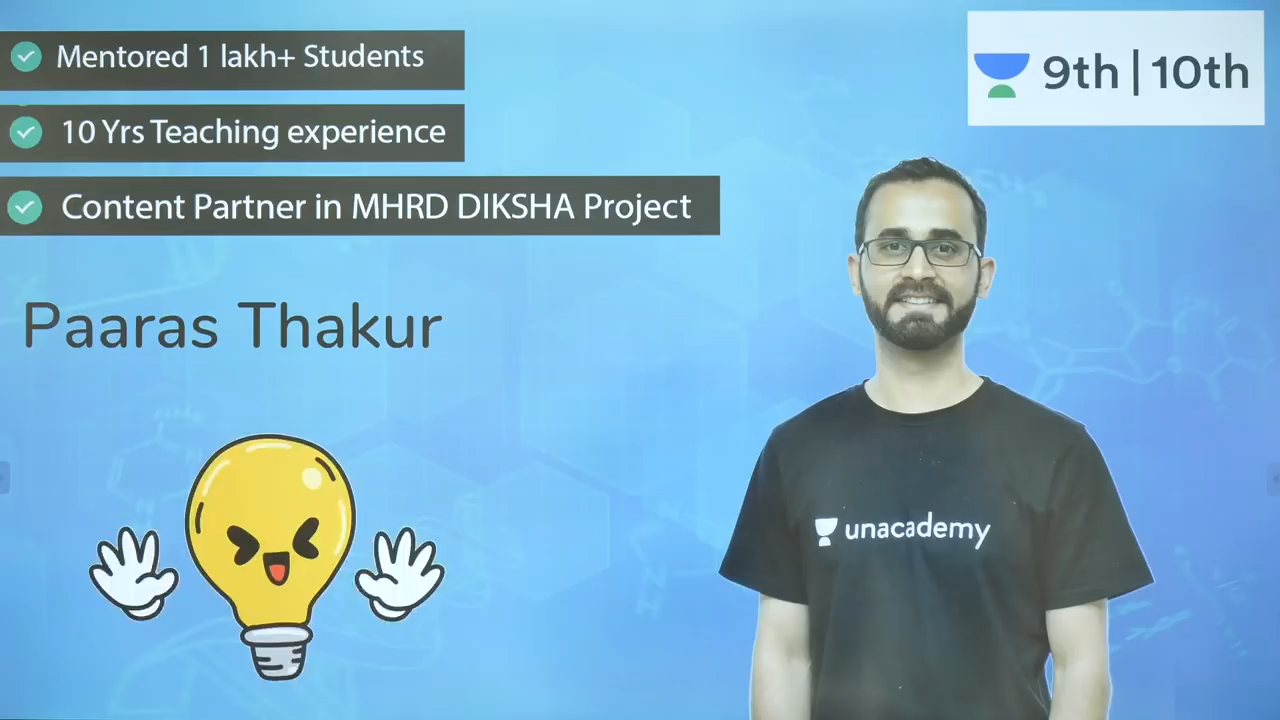 Mentored 1 lakh+ Students
10 Yrs Teaching experience
Content Partner in MHRD DIKSHA Project
9th | 10th
Paaras Thakur
unacademy